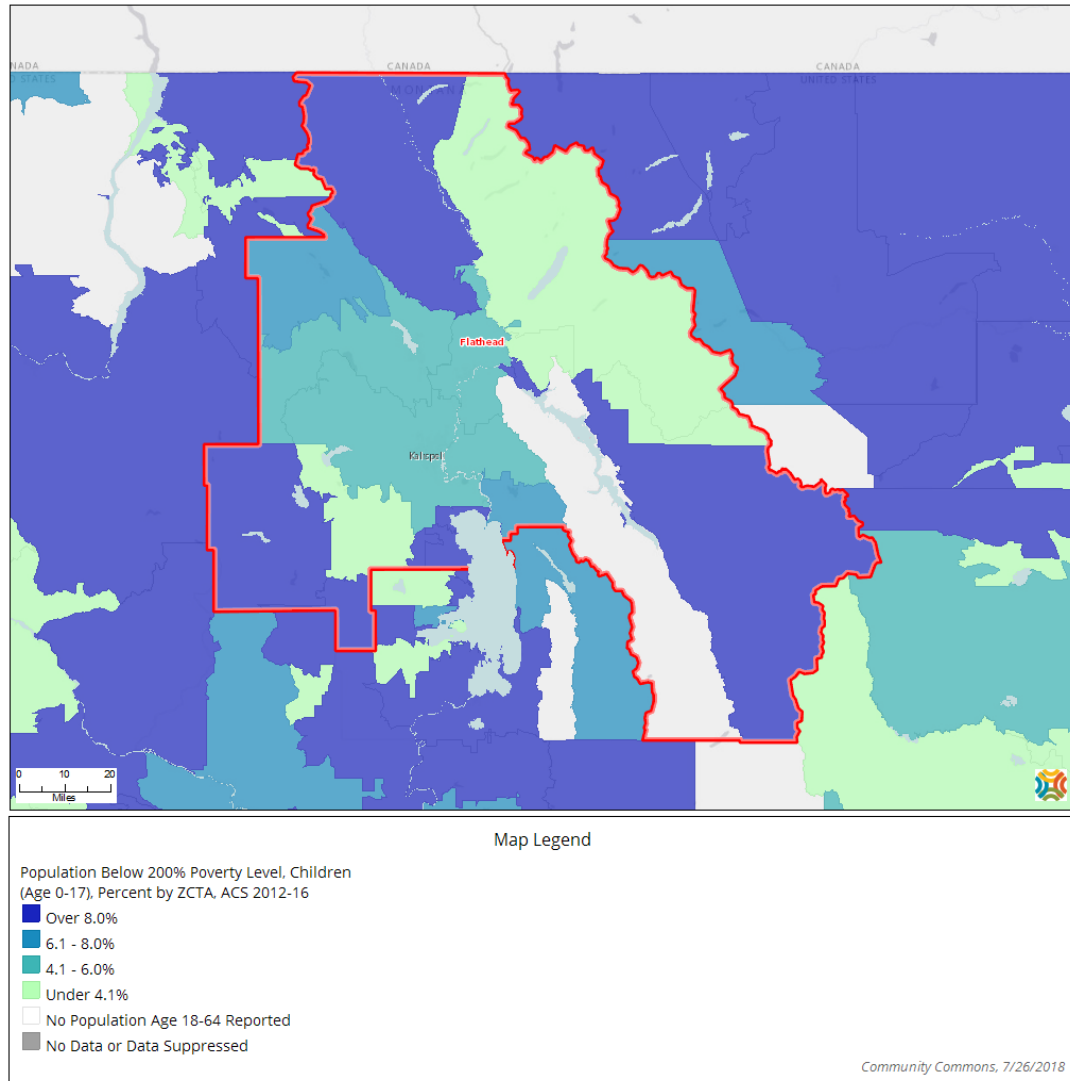 NADA
CANADA
CANADA
D STATES
UNITED STATES
MONTANA
Flathead
Kalispel
0 10 20
Miles
Map Legend
Population Below 200% Poverty Level, Children
(Age 0-17), Percent by ZCTA, ACS 2012-16
Over 8.0%
6.1 - 8.0%
4.1 - 6.0%
Under 4.1%
No Population Age 18-64 Reported
No Data or Data Suppressed
Community Commons, 7/26/2018